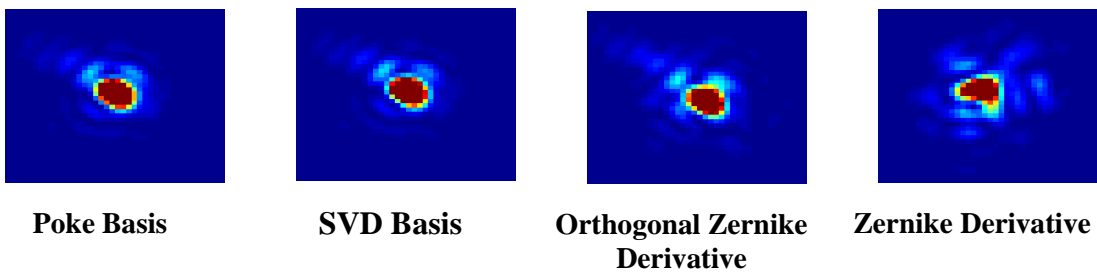 Poke Basis
SVD Basis
Orthogonal Zernike
Derivative
Zernike Derivative